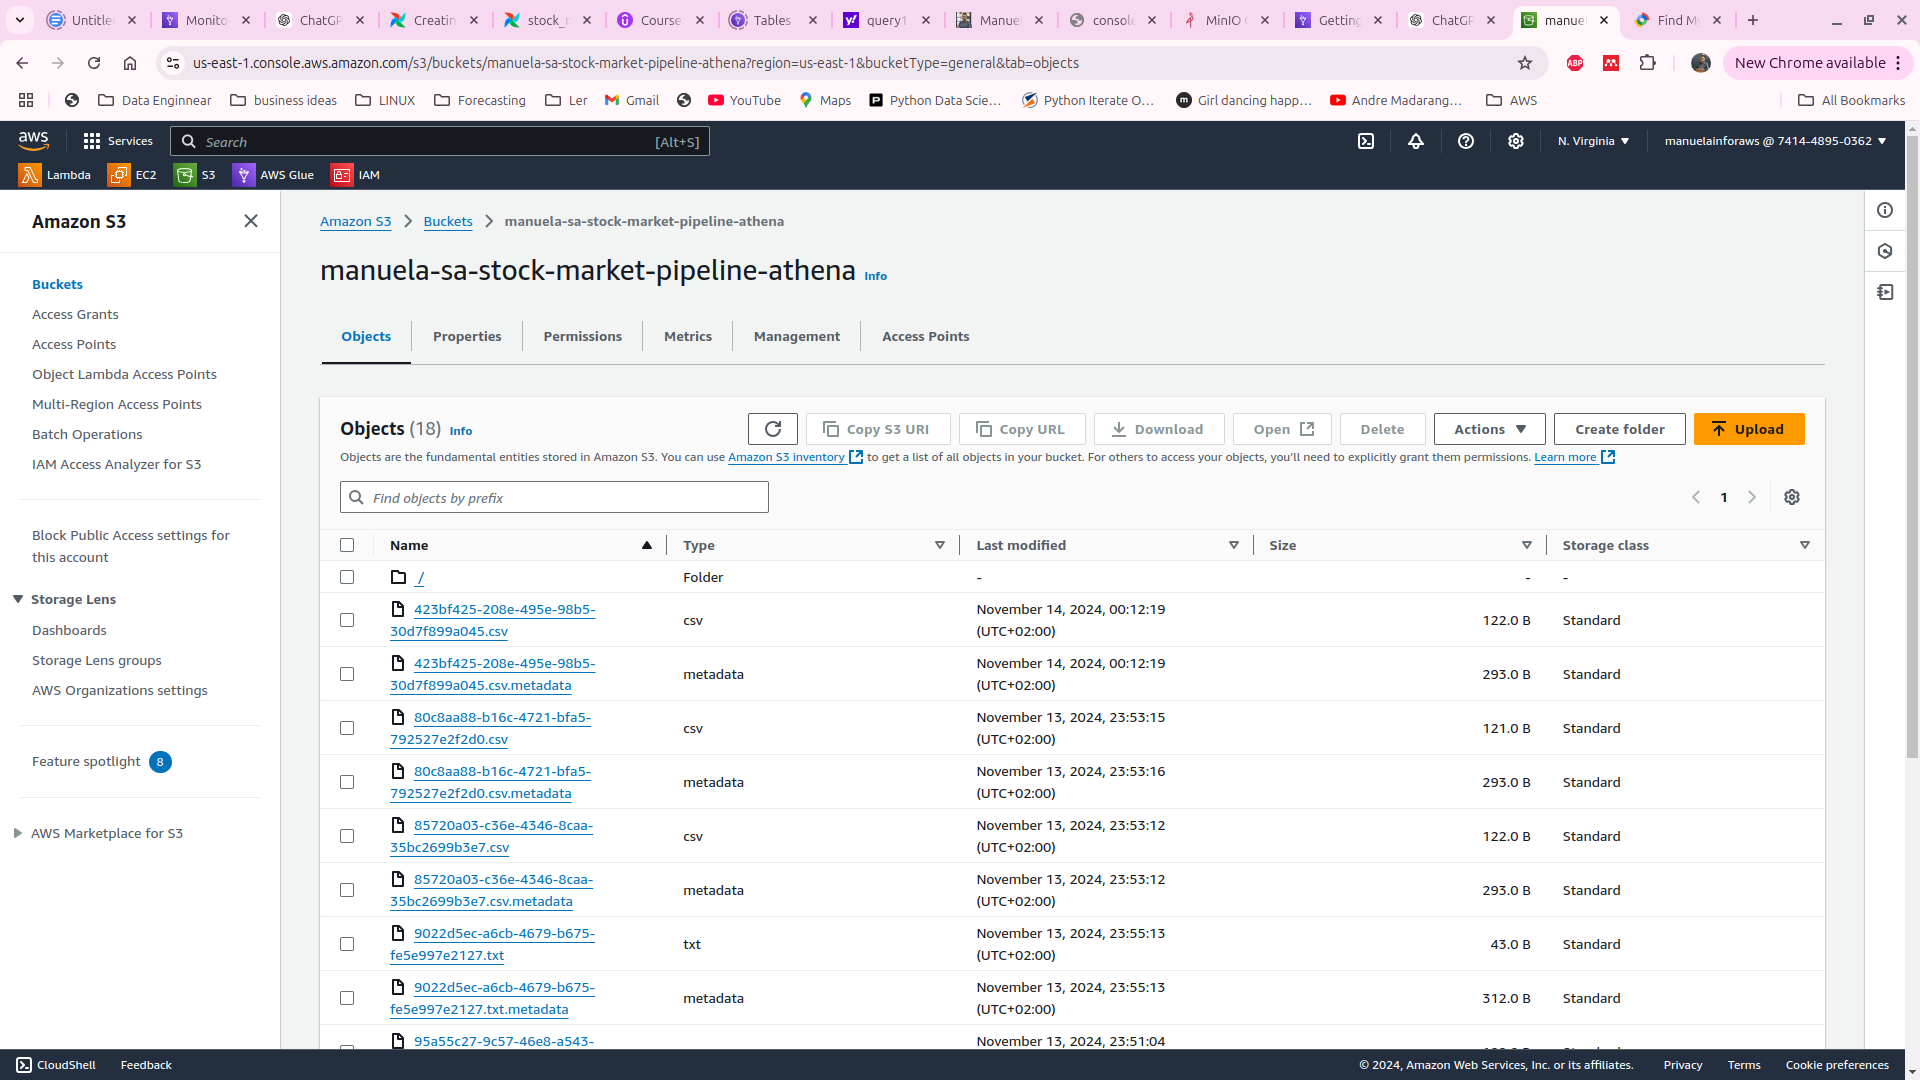 Untitle
Monito
ChatGP
Creatin
stock_r
Course
Tables
query1
Manue
console
MinIO
Getting
ChatGP
manuel
Find My
us-east-1.console.aws.amazon.com/s3/buckets/manuela-sa-stock-market-pipeline-athena?region=us-east-1&bucketType=general&tab=objects
ABP
New Chrome available
Data Enginnear
business ideas
LINUX
Forecasting
Ler
Gmail
YouTube
Maps
Python Data Scie…
Python Iterate O…
Girl dancing happ…
Andre Madarang…
AWS
All Bookmarks
aws
Services
Search
[Alt+S]
N. Virginia
manuelainforaws @ 7414-4895-0362
Lambda
EC2
S3
AWS Glue
IAM
Amazon S3
Buckets
Access Grants
Access Points
Object Lambda Access Points
Multi-Region Access Points
Batch Operations
IAM Access Analyzer for S3
Block Public Access settings for
this account
Storage Lens
Dashboards
Storage Lens groups
AWS Organizations settings
Feature spotlight 8
AWS Marketplace for S3
Amazon S3 > Buckets > manuela-sa-stock-market-pipeline-athena
manuela-sa-stock-market-pipeline-athena Info
Objects
Properties
Permissions
Metrics
Management
Access Points
Objects (18) Info
Copy S3 URI
Copy URL
Download
Open
Delete
Actions
Create folder
Upload
Objects are the fundamental entities stored in Amazon S3. You can use Amazon S3 inventory to get a list of all objects in your bucket. For others to access your objects, you’ll need to explicitly grant them permissions. Learn more
Find objects by prefix
1
Name Type Last modified Size Storage class
/ Folder - - -
423bf425-208e-495e-98b5-
30d7f899a045.csv
csv
November 14, 2024, 00:12:19
(UTC+02:00)
122.0 B
Standard
423bf425-208e-495e-98b5-
30d7f899a045.csv.metadata
metadata
November 14, 2024, 00:12:19
(UTC+02:00)
293.0 B
Standard
80c8aa88-b16c-4721-bfa5-
792527e2f2d0.csv
csv
November 13, 2024, 23:53:15
(UTC+02:00)
121.0 B
Standard
80c8aa88-b16c-4721-bfa5-
792527e2f2d0.csv.metadata
metadata
November 13, 2024, 23:53:16
(UTC+02:00)
293.0 B
Standard
85720a03-c36e-4346-8caa-
35bc2699b3e7.csv
csv
November 13, 2024, 23:53:12
(UTC+02:00)
122.0 B
Standard
85720a03-c36e-4346-8caa-
35bc2699b3e7.csv.metadata
metadata
November 13, 2024, 23:53:12
(UTC+02:00)
293.0 B
Standard
9022d5ec-a6cb-4679-b675-
fe5e997e2127.txt
txt
November 13, 2024, 23:55:13
(UTC+02:00)
43.0 B
Standard
9022d5ec-a6cb-4679-b675-
fe5e997e2127.txt.metadata
metadata
November 13, 2024, 23:55:13
(UTC+02:00)
312.0 B
Standard
95a55c27-9c57-46e8-a543-
November 13, 2024, 23:51:04
CloudShell
Feedback
© 2024, Amazon Web Services, Inc. or its affiliates.
Privacy
Terms
Cookie preferences